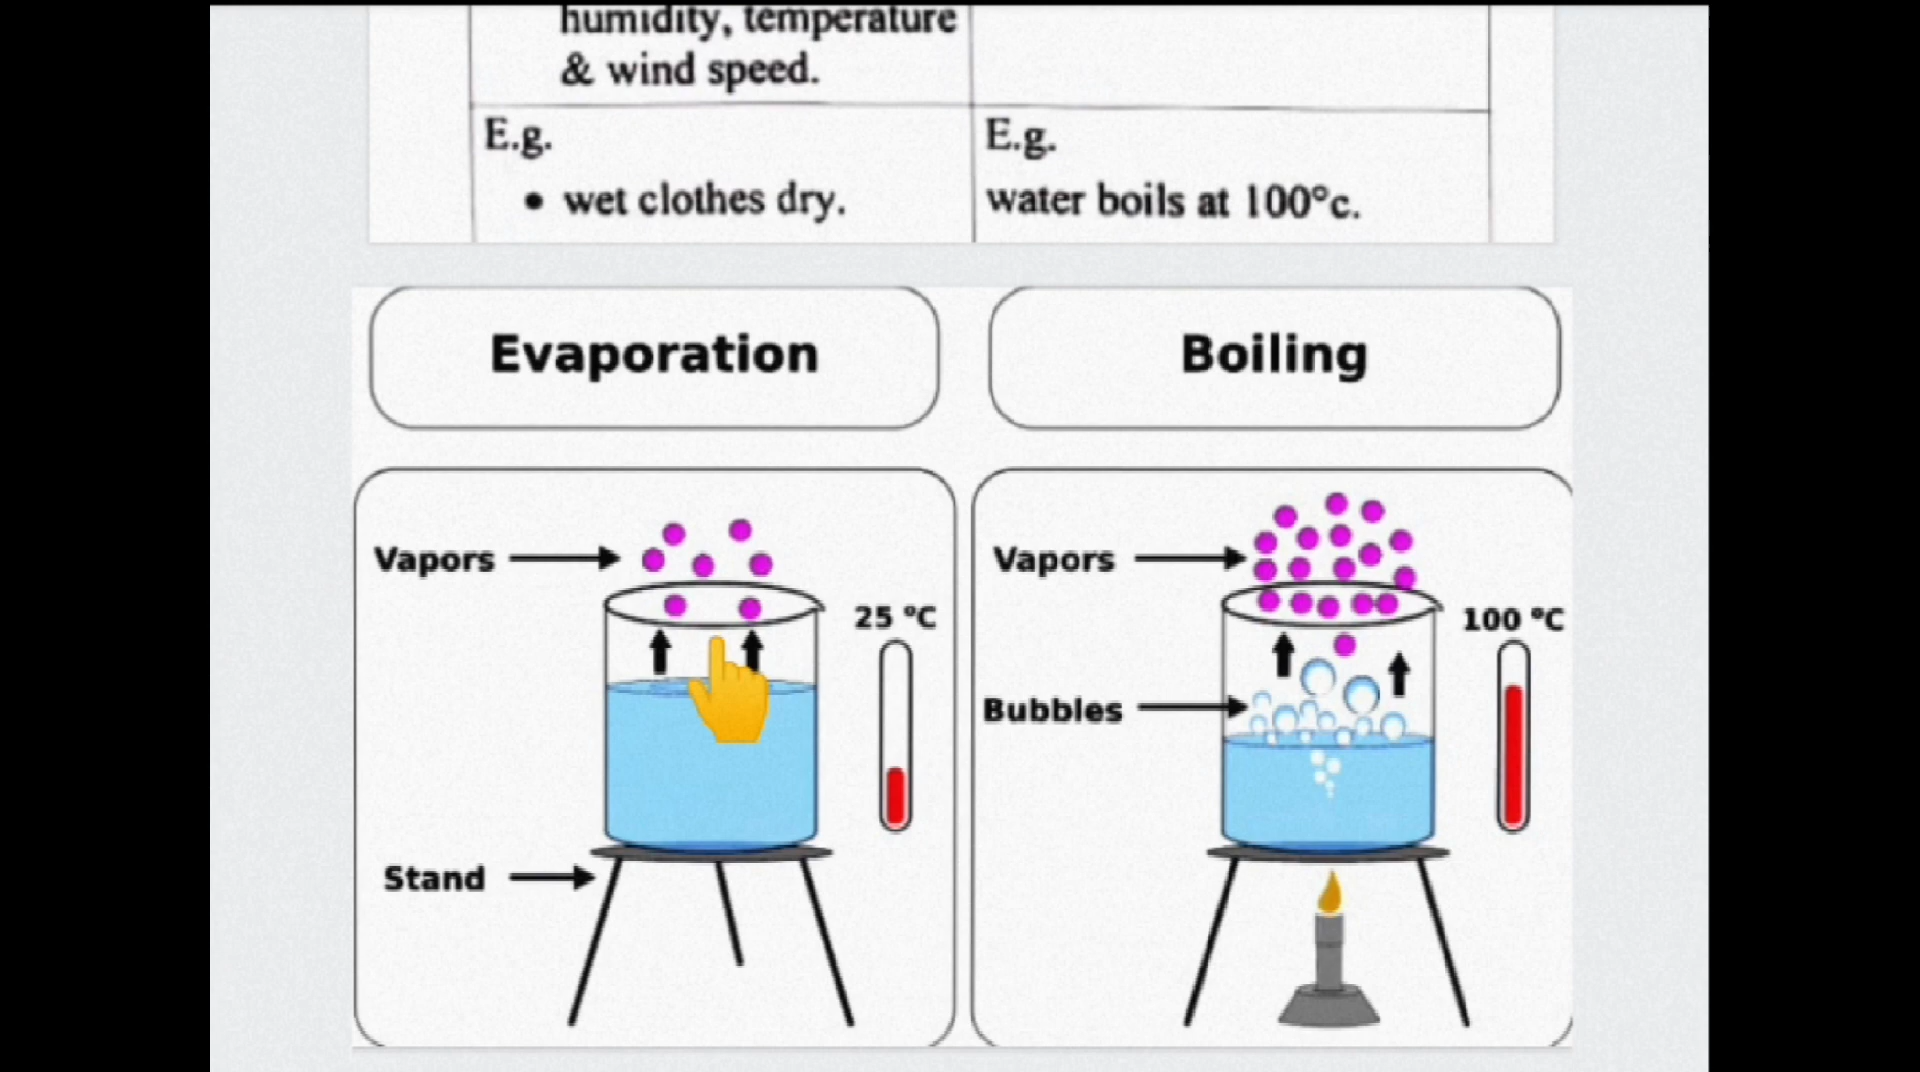 humidity, temperature
& wind speed.
E.g.
• wet clothes dry.
E.g.
water boils at 100°c.
Evaporation
Boiling
Vapors
25 °C
Stand
Vapors
100 °C
Bubbles